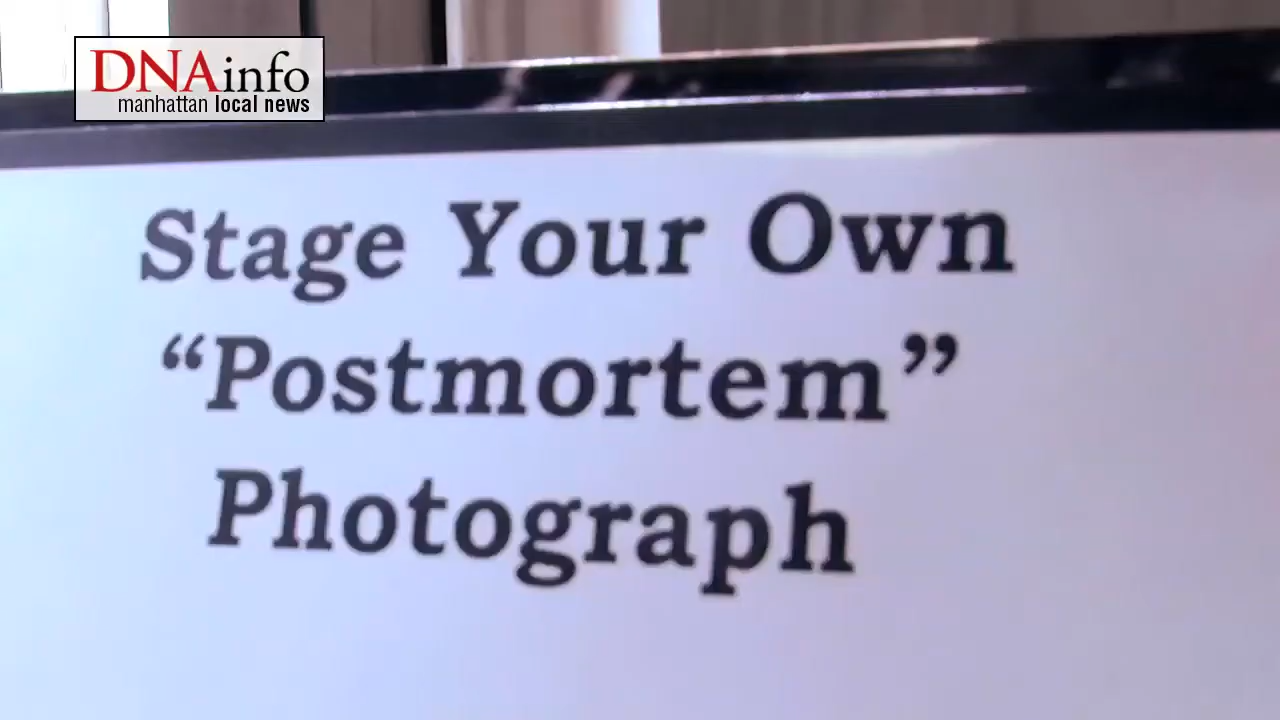 DNAinfo
manhattan local news
Stage Your Own
“Postmortem”
Photograph